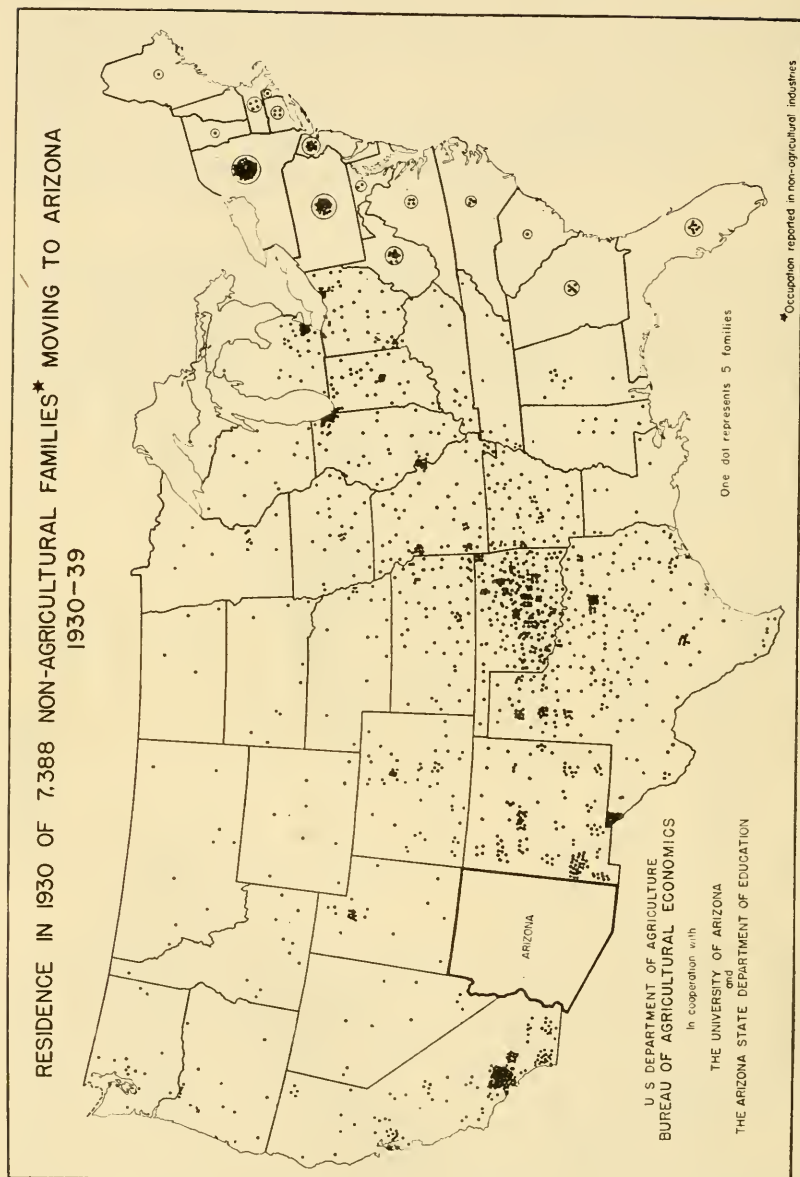 RESIDENCE IN 1930 OF 7,388 NON-AGRICULTURAL FAMILIES* MOVING TO ARIZONA
1930-39
ARIZONA
One dot represents 5 families
U S DEPARTMENT OF AGRICULTURE
BUREAU OF AGRICULTURAL ECONOMICS
In cooperation with
THE UNIVERSITY OF ARIZONA
and
THE ARIZONA STATE DEPARTMENT OF EDUCATION
*Occupation reported in non-agricultural industries